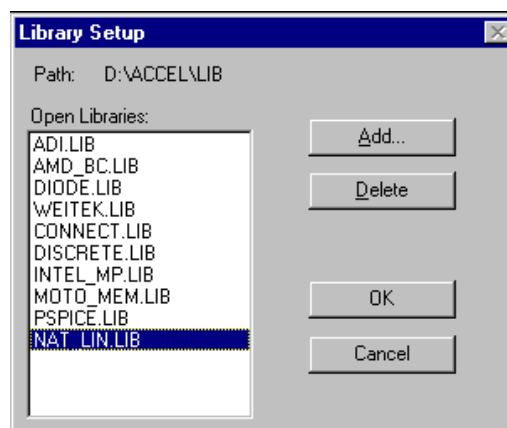 Library Setup
Path: D:\ACCEL\LIB
Open Libraries:
ADI.LIB
AMD_BC.LIB
DIODE.LIB
WEITEK.LIB
CONNECT.LIB
DISCRETE.LIB
INTEL_MP.LIB
MOTO_MEM.LIB
PSPICE.LIB
NAT_LIN.LIB
Add...
Delete
OK
Cancel